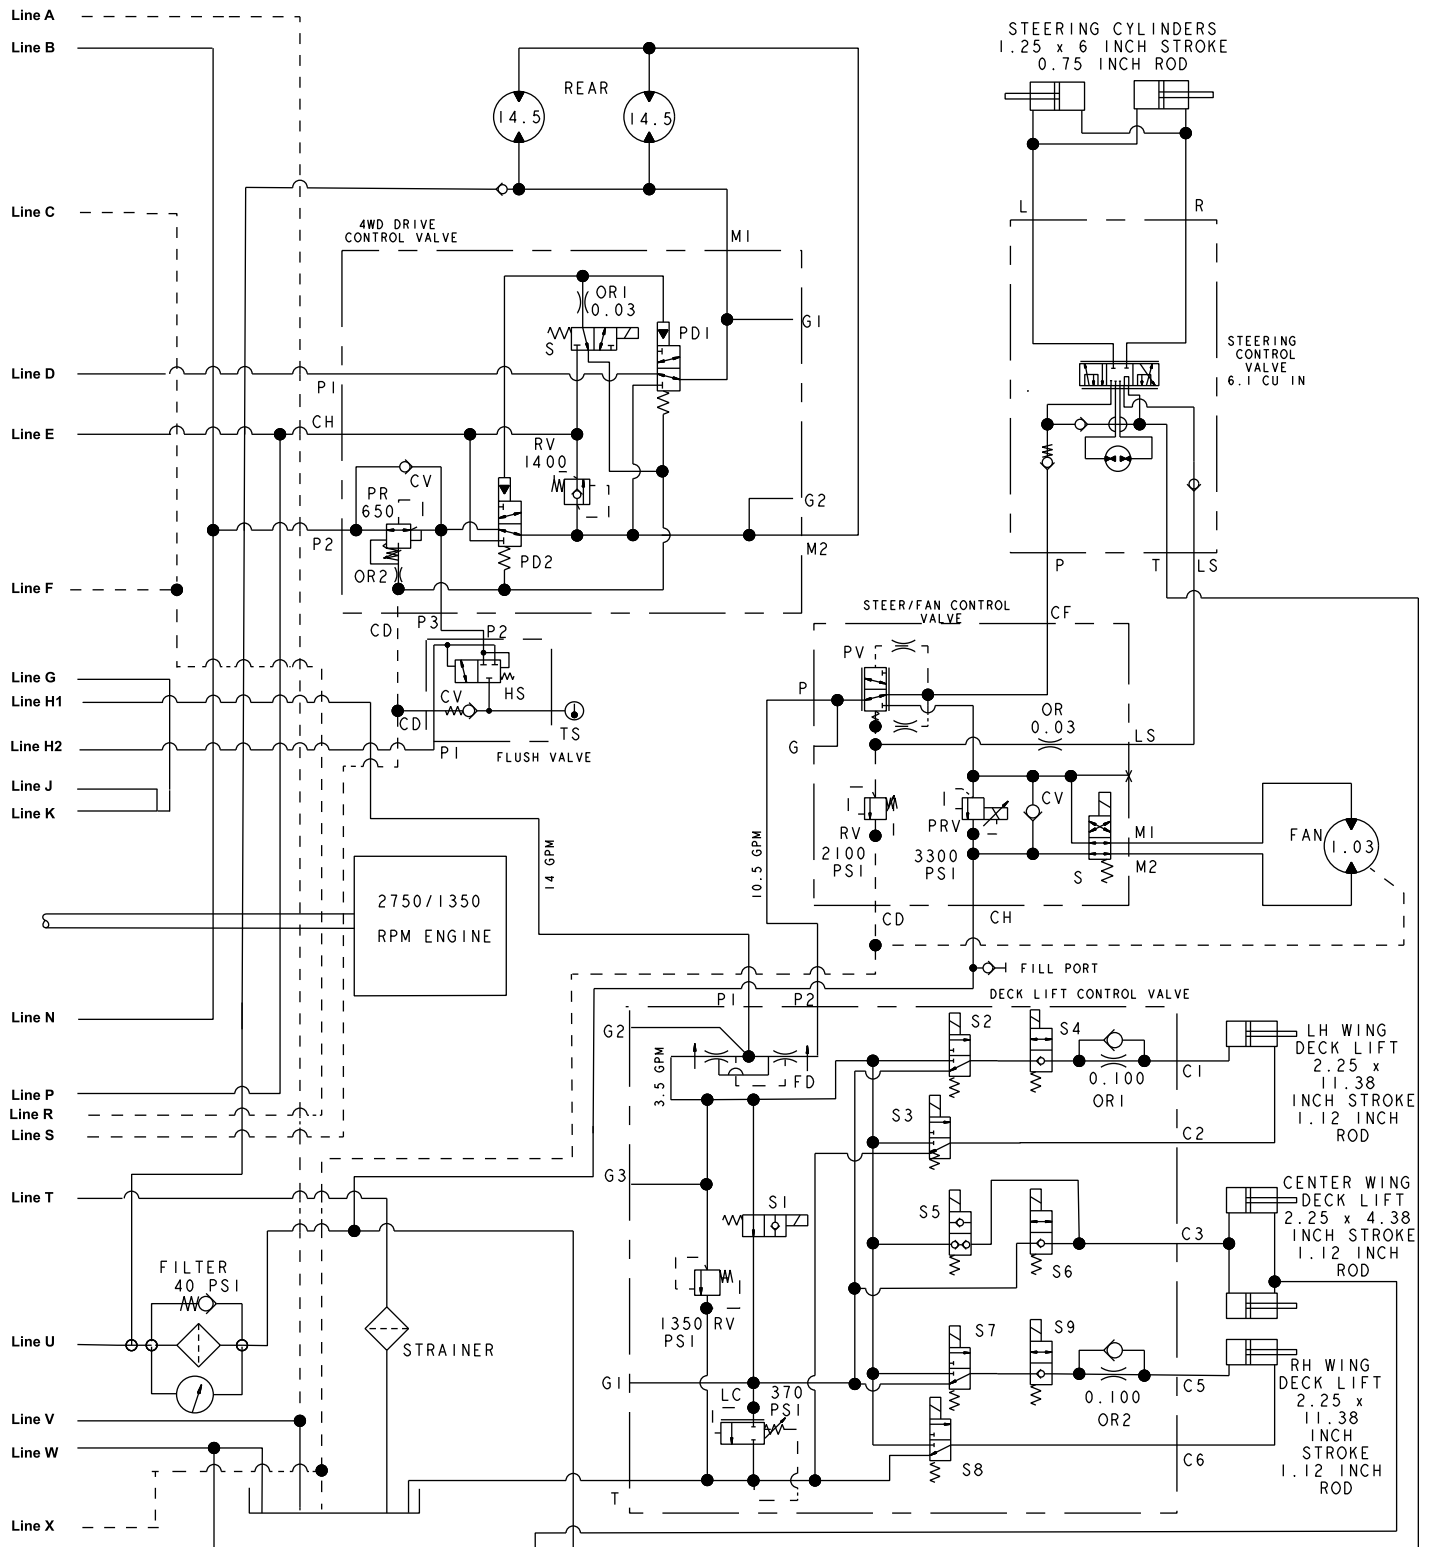 Line A
Line B
Line C
Line D
Line E
Line F
Line G
Line H1
Line H2
Line J
Line K
Line N
Line P
Line R
Line S
Line T
Line U
Line V
Line W
Line X
REAR
14.5
14.5
4WD DRIVE
CONTROL VALVE
M1
OR1
0.03
S
PD1
G1
P1
CH
RV
1400
CV
PR
650
G2
P2
M2
PD2
OR2
P3
CD
P2
HS
CV
CD
TS
P1
FLUSH VALVE
STEERING CYLINDERS
1.25 x 6 INCH STROKE
0.75 INCH ROD
L
R
STEERING
CONTROL
VALVE
6.1 CU IN
P
T
LS
STEER/FAN CONTROL
VALVE
CF
PV
P
G
OR
0.03
LS
CV
RV
2100
PSI
PRV
3300
PSI
S
M1
M2
FAN
1.03
CD
CH
14 GPM
10.5 GPM
2750/1350
RPM ENGINE
FILL PORT
DECK LIFT CONTROL VALVE
P1
P2
G2
3.5 GPM
FD
S2
S4
0.100
OR1
C1
LH WING
DECK LIFT
2.25 x
11.38
INCH STROKE
1.12 INCH
ROD
S3
C2
G3
S1
S5
S6
C3
CENTER WING
DECK LIFT
2.25 x 4.38
INCH STROKE
1.12 INCH
ROD
1350 RV
PSI
S7
S9
0.100
OR2
C5
RH WING
DECK LIFT
2.25 x
11.38
INCH
STROKE
1.12 INCH
ROD
G1
LC
370
PSI
S8
C6
T
FILTER
40 PSI
STRAINER